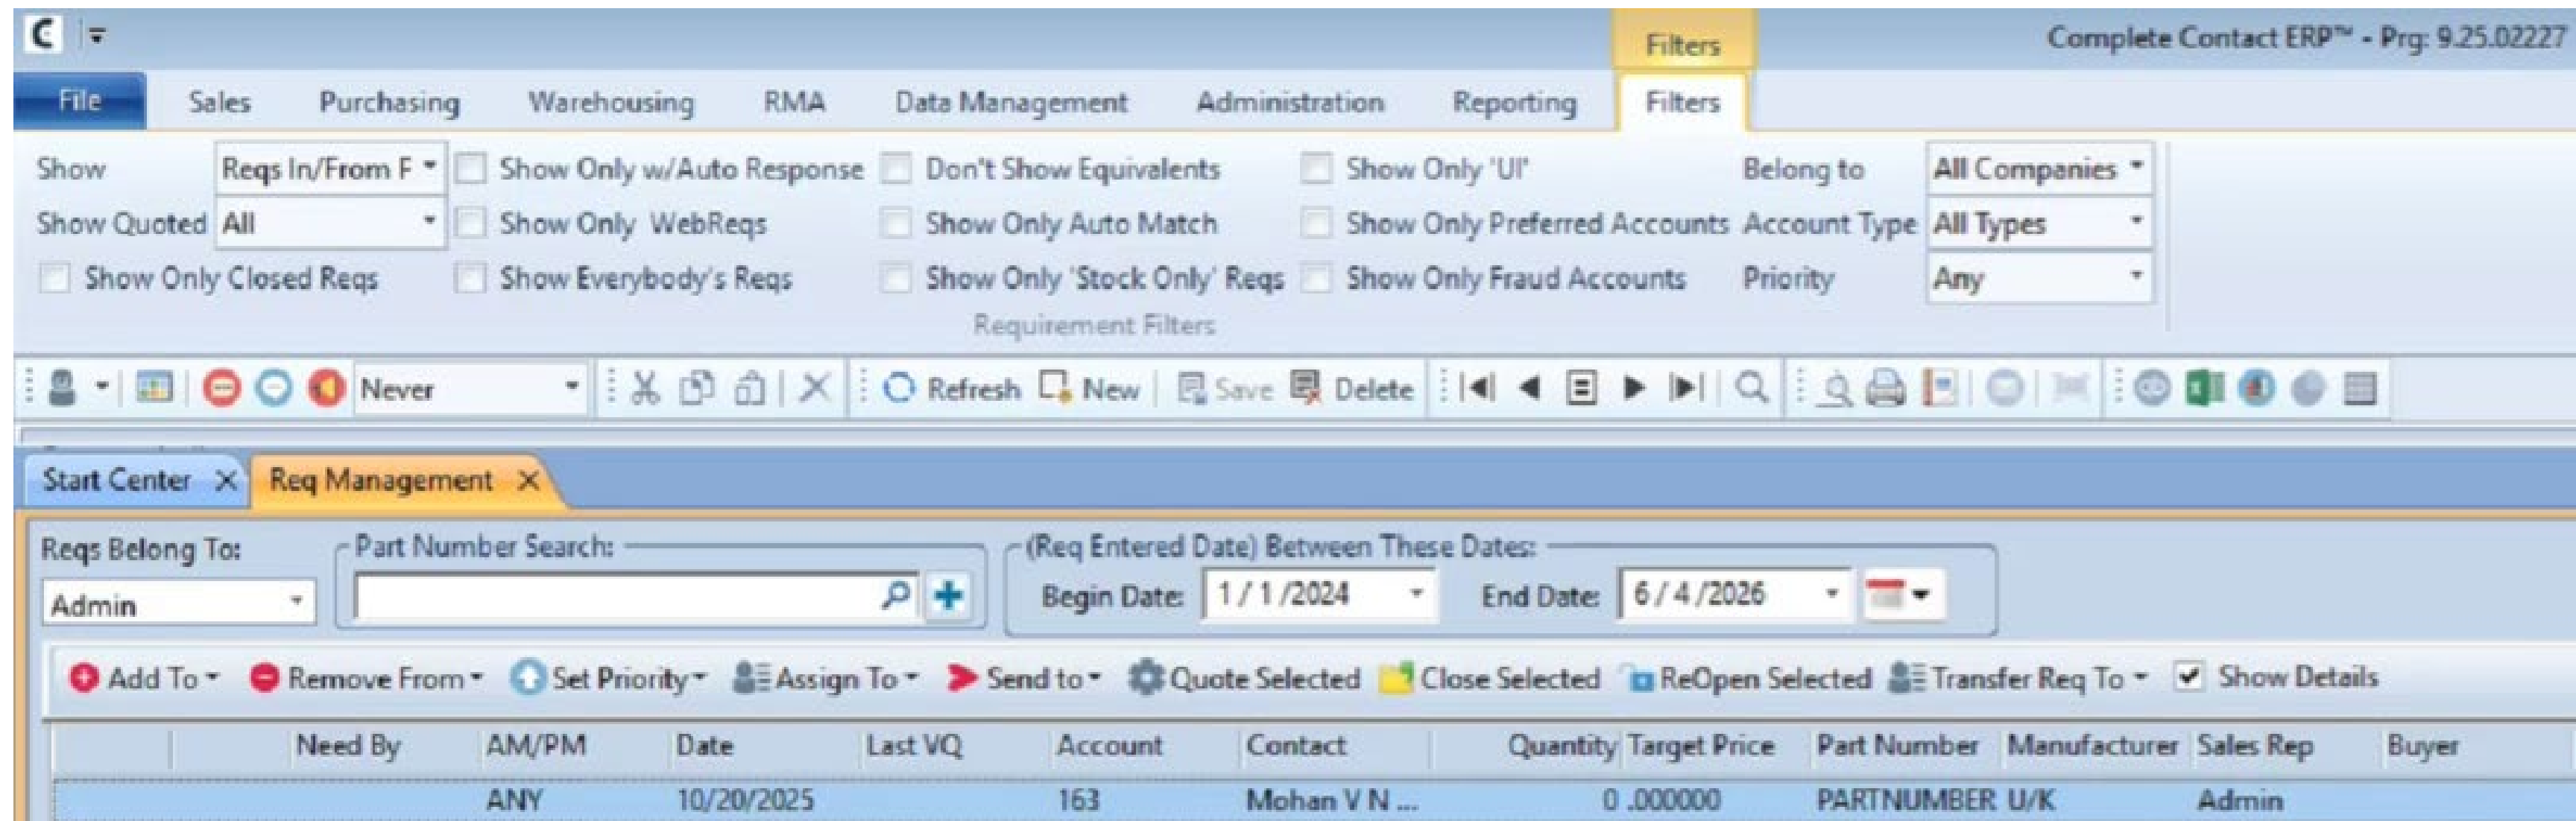 Filters
Complete Contact ERP™ - Prg: 9.25.02227
File Sales Purchasing Warehousing RMA Data Management Administration Reporting Filters
Show Reqs In/From F Show Only w/Auto Response Don't Show Equivalents Show Only 'UI' Belong to All Companies
Show Quoted All Show Only WebReqs Show Only Auto Match Show Only Preferred Accounts Account Type All Types
Show Only Closed Reqs Show Everybody's Reqs Show Only 'Stock Only' Reqs Show Only Fraud Accounts Priority Any
Requirement Filters
Never Refresh New Save Delete
Start Center Req Management
Reqs Belong To: Part Number Search: (Req Entered Date) Between These Dates:
Admin Begin Date: 1/1/2024 End Date: 6/4/2026
Add To Remove From Set Priority Assign To Send to Quote Selected Close Selected ReOpen Selected Transfer Req To Show Details
Need By AM/PM Date Last VQ Account Contact Quantity Target Price Part Number Manufacturer Sales Rep Buyer
ANY 10/20/2025 163 Mohan V N ... 0 .000000 PARTNUMBER U/K Admin